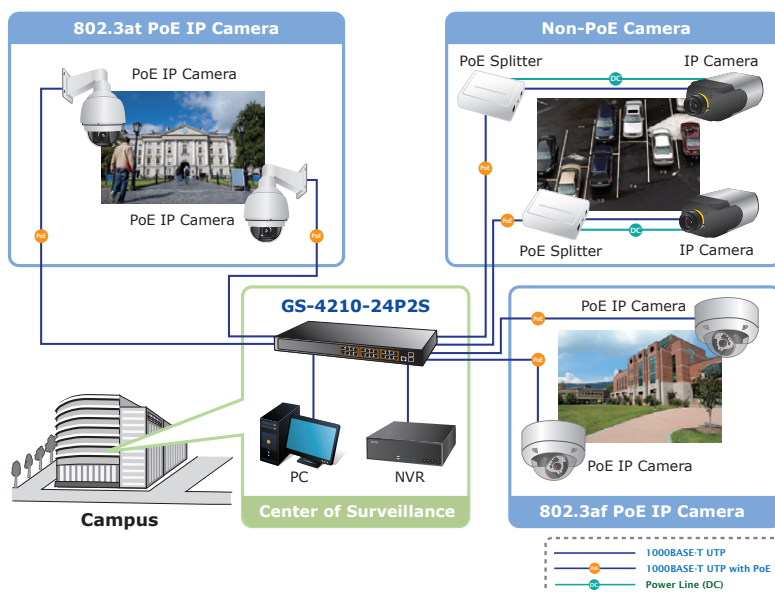 802.3at PoE IP Camera
PoE IP Camera
PoE IP Camera
PoE
PoE
Non-PoE Camera
PoE Splitter
IP Camera
DC
PoE
PoE
DC
PoE Splitter
IP Camera
GS-4210-24P2S
PC
NVR
Center of Surveillance
Campus
PoE IP Camera
PoE
PoE
PoE IP Camera
802.3af PoE IP Camera
1000BASE-T UTP
PoE 1000BASE-T UTP with PoE
DC Power Line (DC)